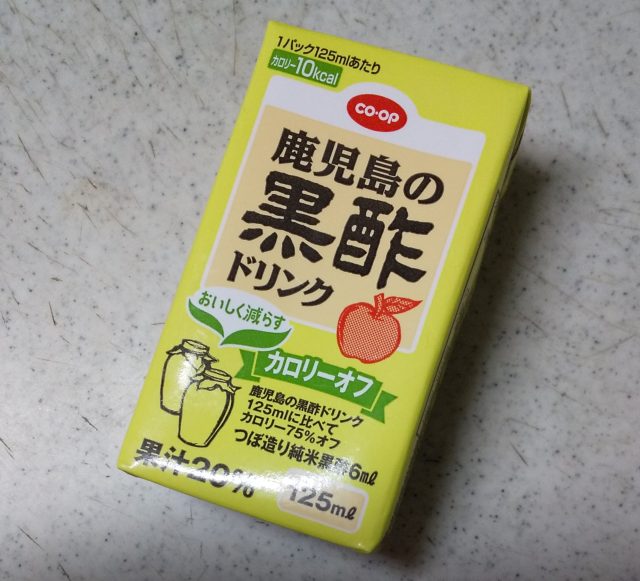 1パック125mlあたり
カロリー10kcal
CO・OP
鹿児島の
黒酢
ドリンク
おいしく減らす
カロリーオフ
鹿児島の黒酢ドリンク
125mlに比べて
カロリー75%オフ
つぼ造り純米黒酢6ml
果汁20%
125ml